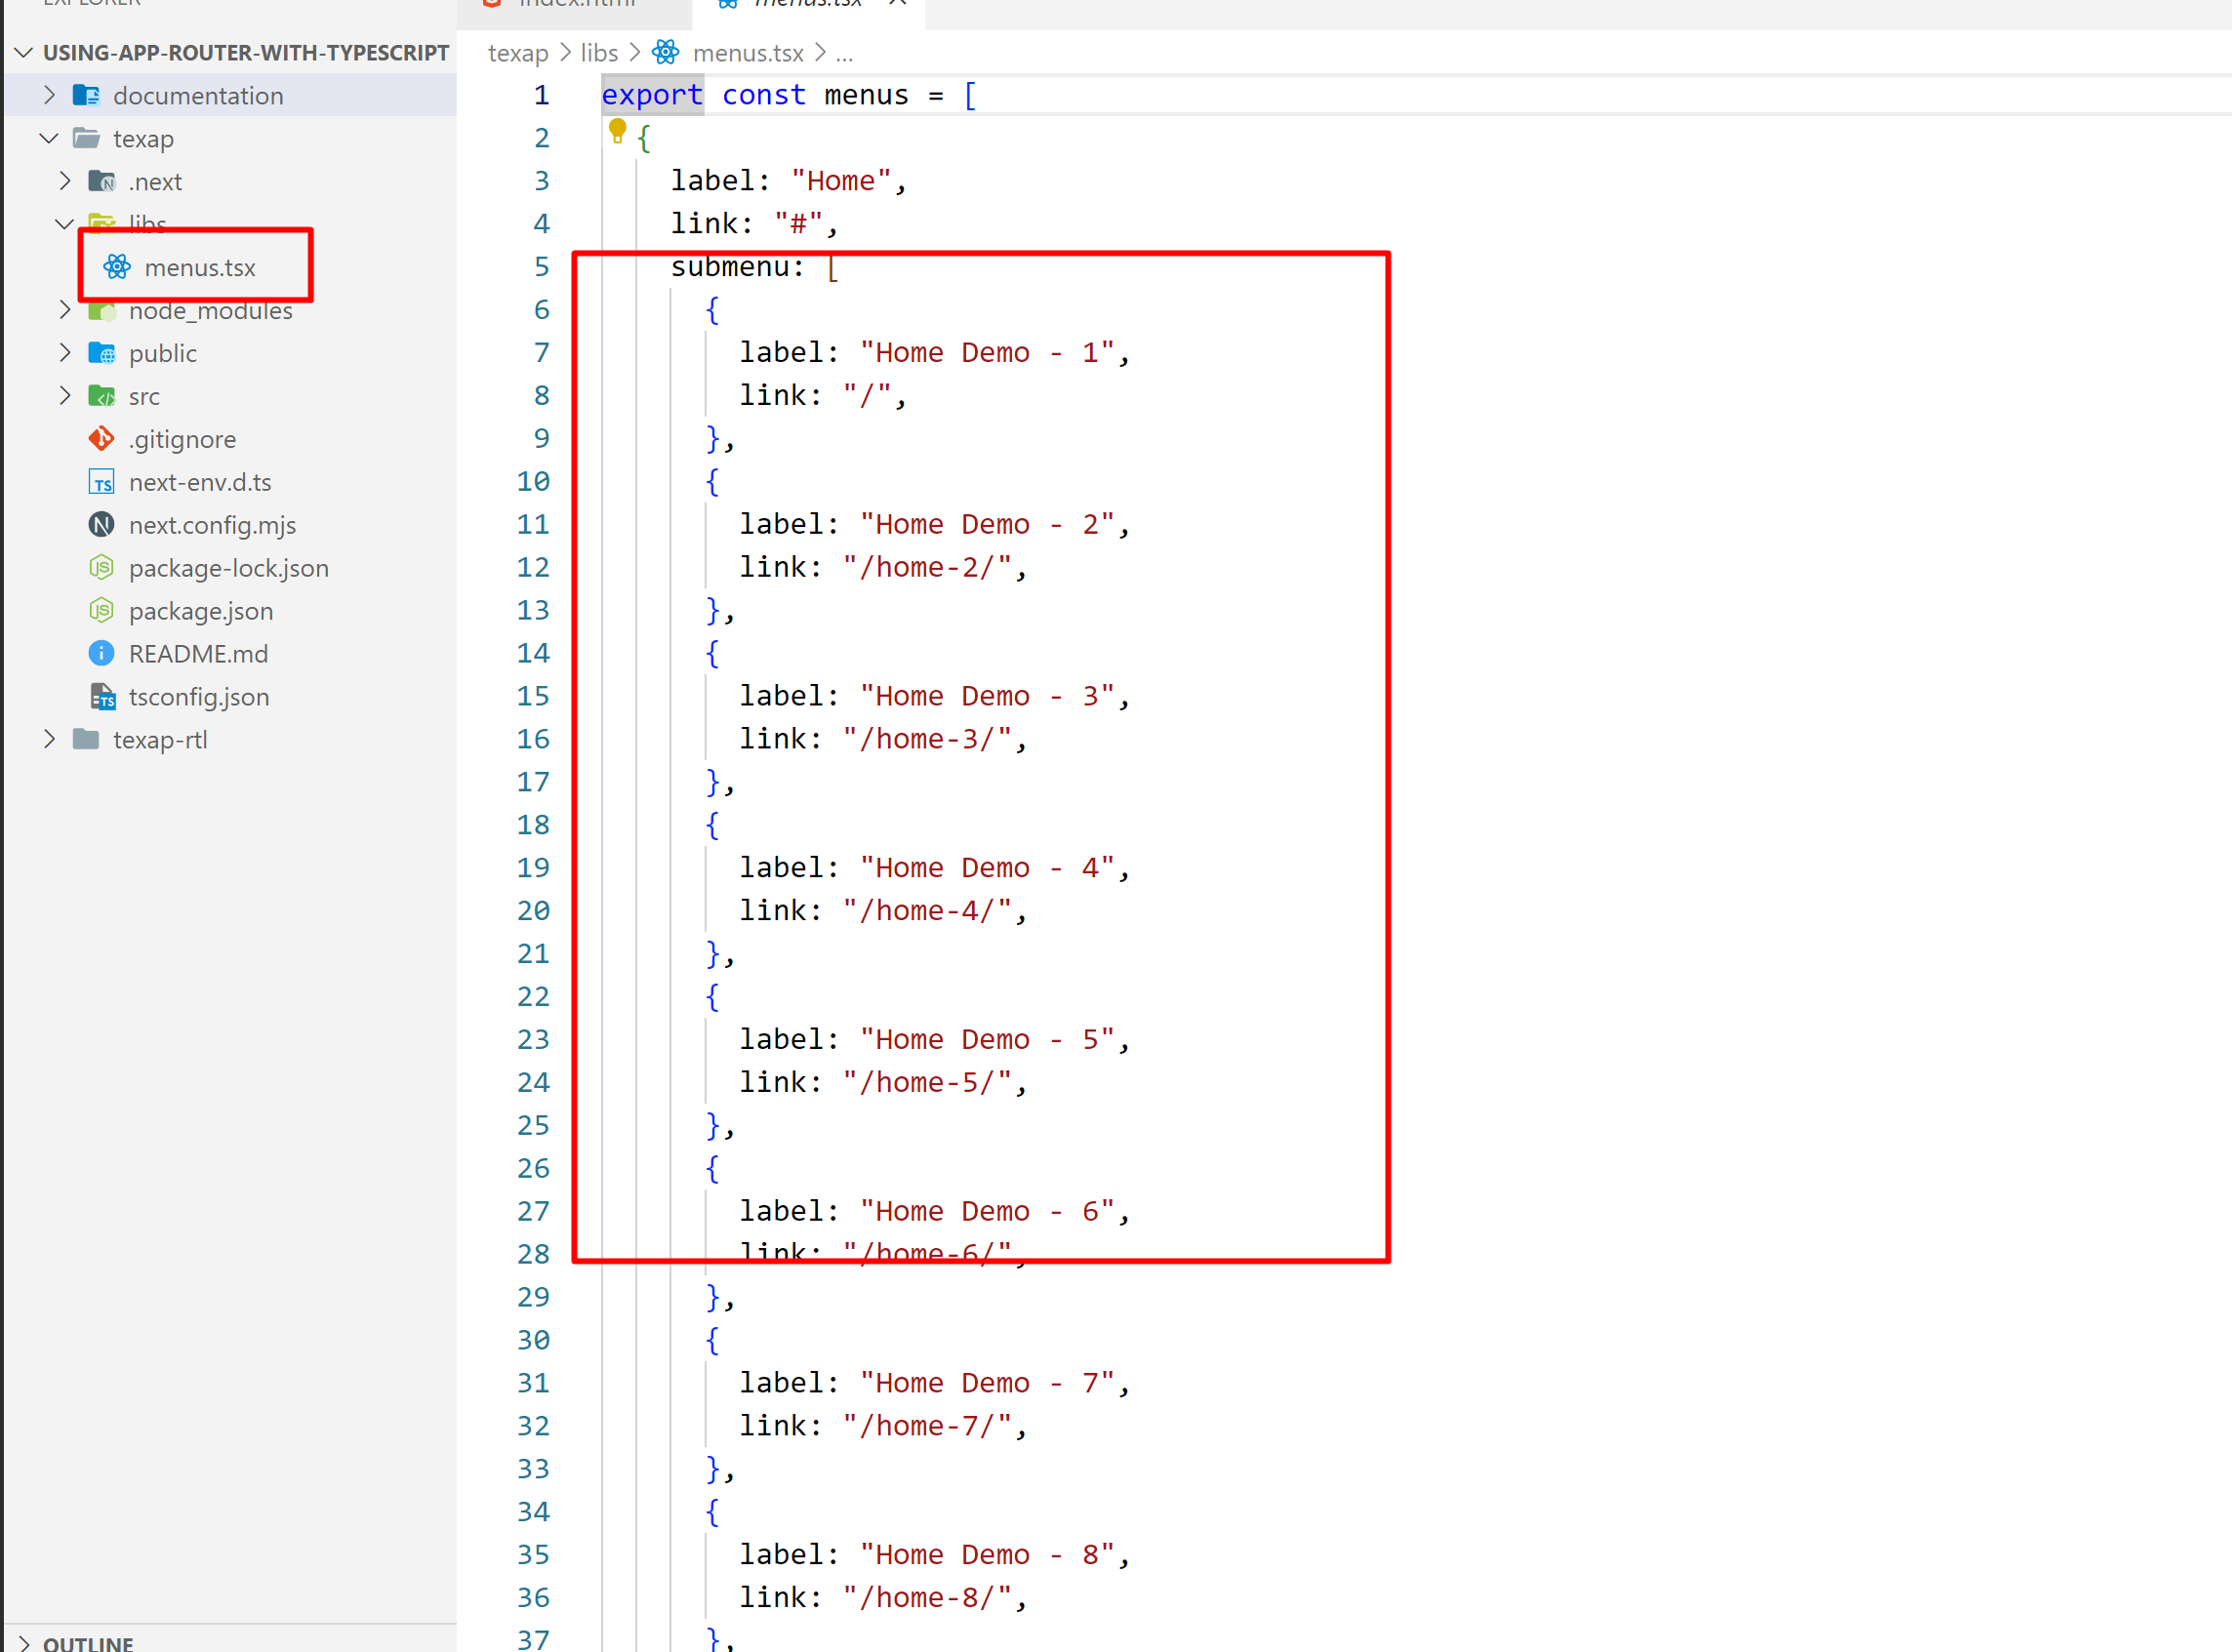 EXPLORER
USING-APP-ROUTER-WITH-TYPESCRIPT
documentation
texap
.next
libs
menus.tsx
node_modules
public
src
.gitignore
next-env.d.ts
next.config.mjs
package-lock.json
package.json
README.md
tsconfig.json
texap-rtl
OUTLINE
index.html
menus.tsx
texap > libs > menus.tsx > ...
1 export const menus = [
2 {
3 label: "Home",
4 link: "#",
5 submenu: [
6 {
7 label: "Home Demo - 1",
8 link: "/",
9 },
10 {
11 label: "Home Demo - 2",
12 link: "/home-2/",
13 },
14 {
15 label: "Home Demo - 3",
16 link: "/home-3/",
17 },
18 {
19 label: "Home Demo - 4",
20 link: "/home-4/",
21 },
22 {
23 label: "Home Demo - 5",
24 link: "/home-5/",
25 },
26 {
27 label: "Home Demo - 6",
28 link: "/home-6/",
29 },
30 {
31 label: "Home Demo - 7",
32 link: "/home-7/",
33 },
34 {
35 label: "Home Demo - 8",
36 link: "/home-8/",
37 },